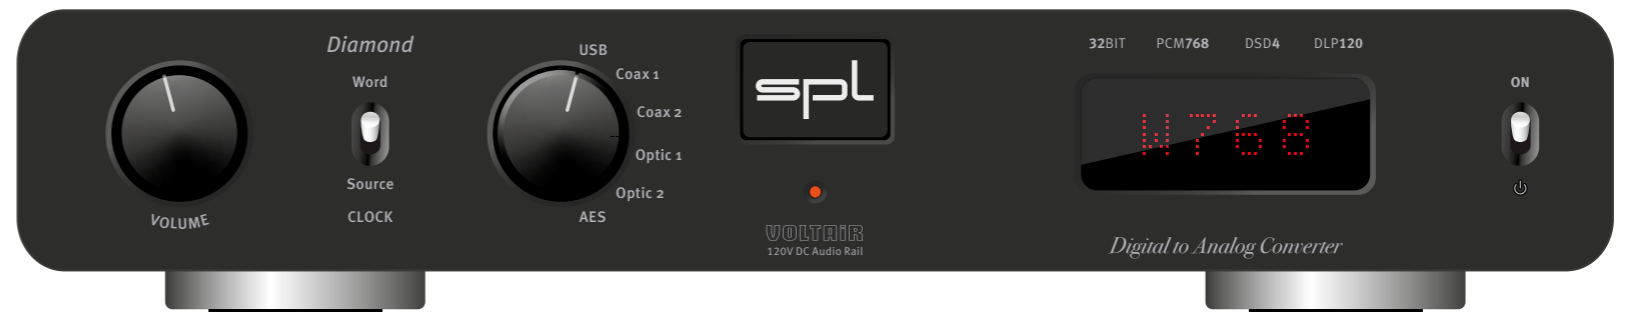 Diamond
VOLUME
Word
Source
CLOCK
USB
Coax 1
Coax 2
Optic 1
Optic 2
AES
spl
VOLTAiR
120V DC Audio Rail
32BIT PCM768 DSD4 DLP120
W768
Digital to Analog Converter
ON